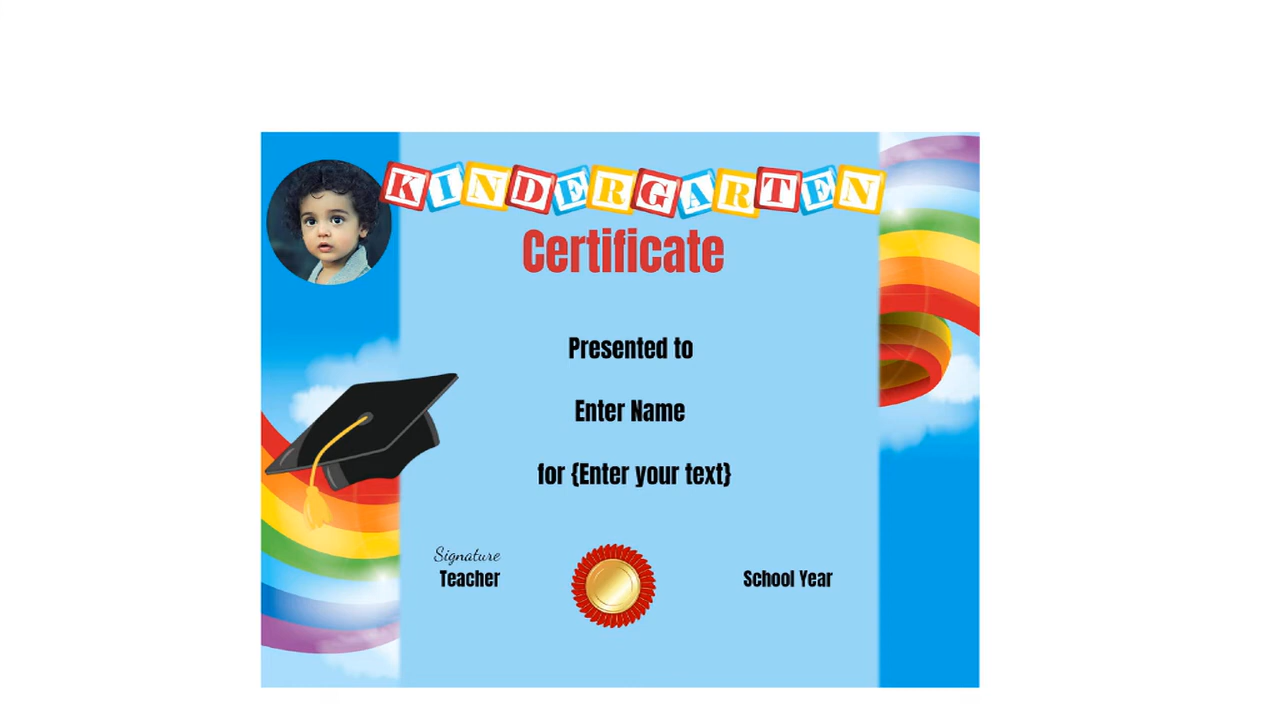 KINDERGARTEN
Certificate
Presented to
Enter Name
for {Enter your text}
Signature
Teacher
School Year